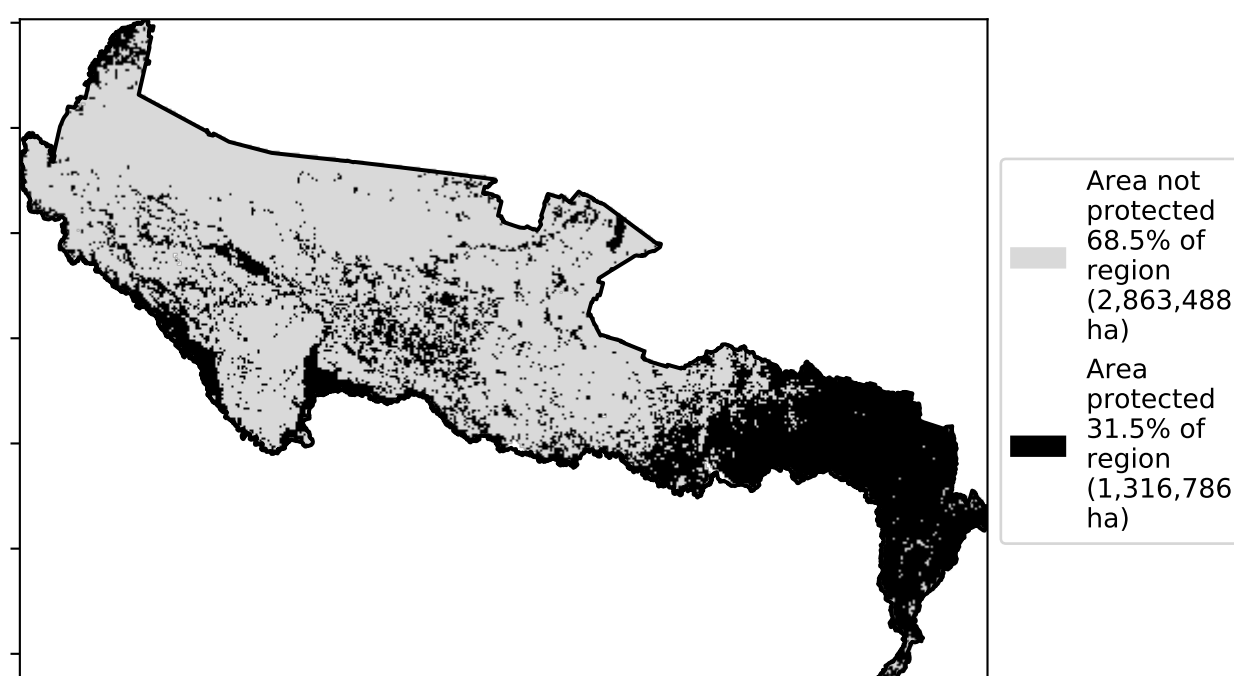 Area not
protected
68.5% of
region
(2,863,488
ha)
Area
protected
31.5% of
region
(1,316,786
ha)